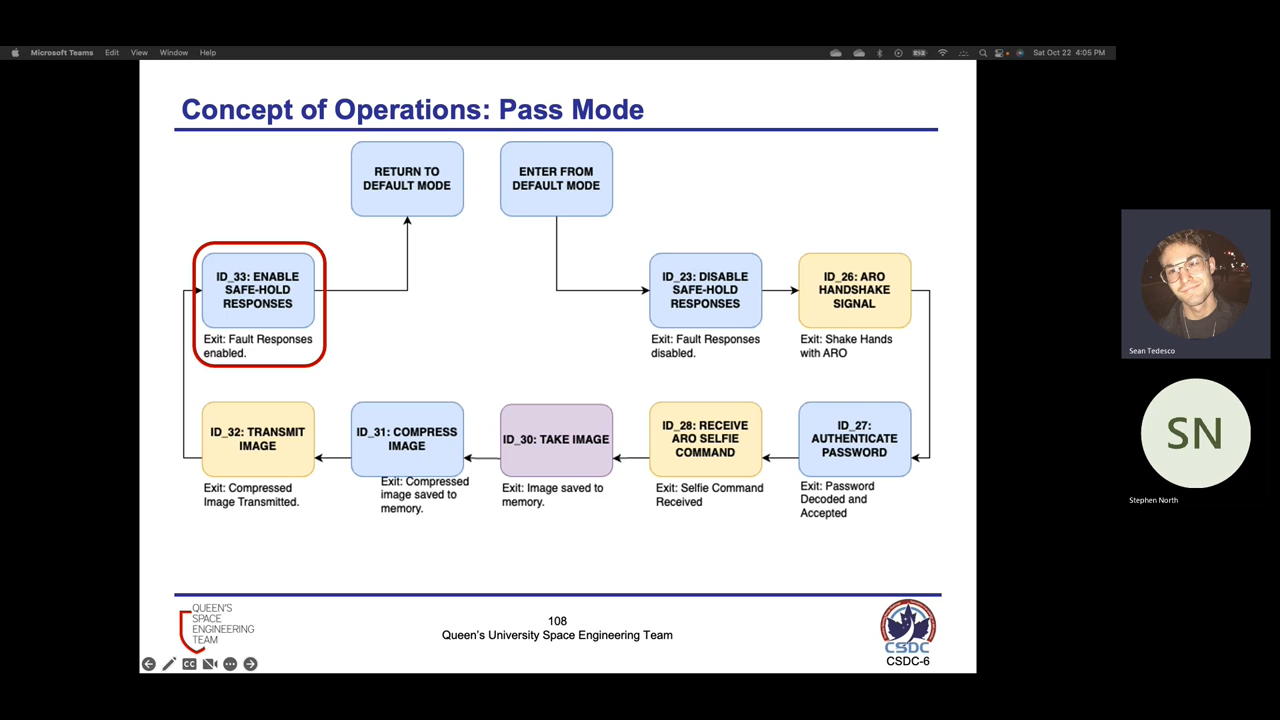 Microsoft Teams Edit View Window Help Sat Oct 22 4:05 PM
Concept of Operations: Pass Mode
RETURN TO
DEFAULT MODE
ENTER FROM
DEFAULT MODE
ID_33: ENABLE
SAFE-HOLD
RESPONSES
Exit: Fault Responses
enabled.
ID_23: DISABLE
SAFE-HOLD
RESPONSES
Exit: Fault Responses
disabled.
ID_26: ARO
HANDSHAKE
SIGNAL
Exit: Shake Hands
with ARO
ID_32: TRANSMIT
IMAGE
Exit: Compressed
Image Transmitted.
ID_31: COMPRESS
IMAGE
Exit: Compressed
image saved to
memory.
ID_30: TAKE IMAGE
Exit: Image saved to
memory.
ID_28: RECEIVE
ARO SELFIE
COMMAND
Exit: Selfie Command
Received
ID_27:
AUTHENTICATE
PASSWORD
Exit: Password
Decoded and
Accepted
QUEEN'S
SPACE
ENGINEERING
TEAM
108
Queen's University Space Engineering Team
CSDC
CSDC-6
CC
Sean Tedesco
SN
Stephen North